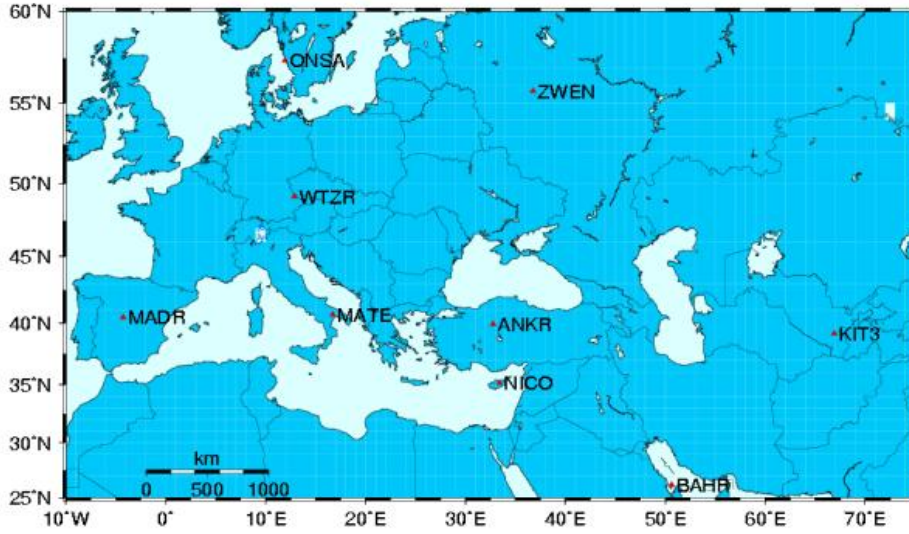 60°N
ONSA
ZWEN
55°N
50°N
WTZR
45°N
MADR
MATE
ANKR
KIT3
40°N
35°N
NICO
30°N
km
0 500 1000
BAHR
25°N
10°W 0° 10°E 20°E 30°E 40°E 50°E 60°E 70°E